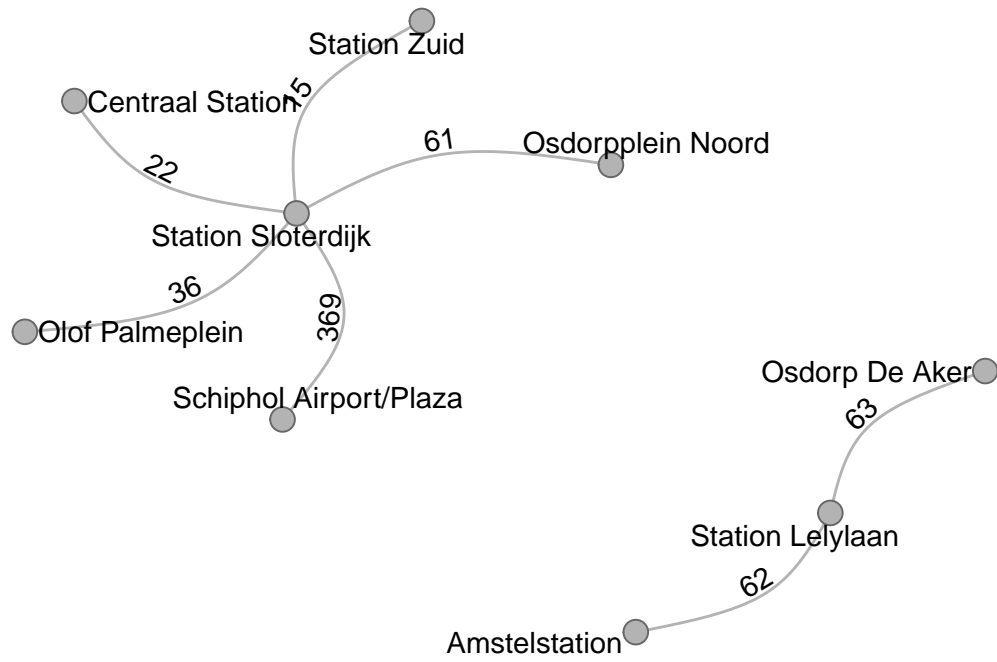 Station Zuid
15
Centraal Station
61
Osdorpplein Noord
22
Station Sloterdijk
36
369
Olof Palmeplein
Schiphol Airport/Plaza
Osdorp De Aker
63
Station Lelylaan
62
Amstelstation